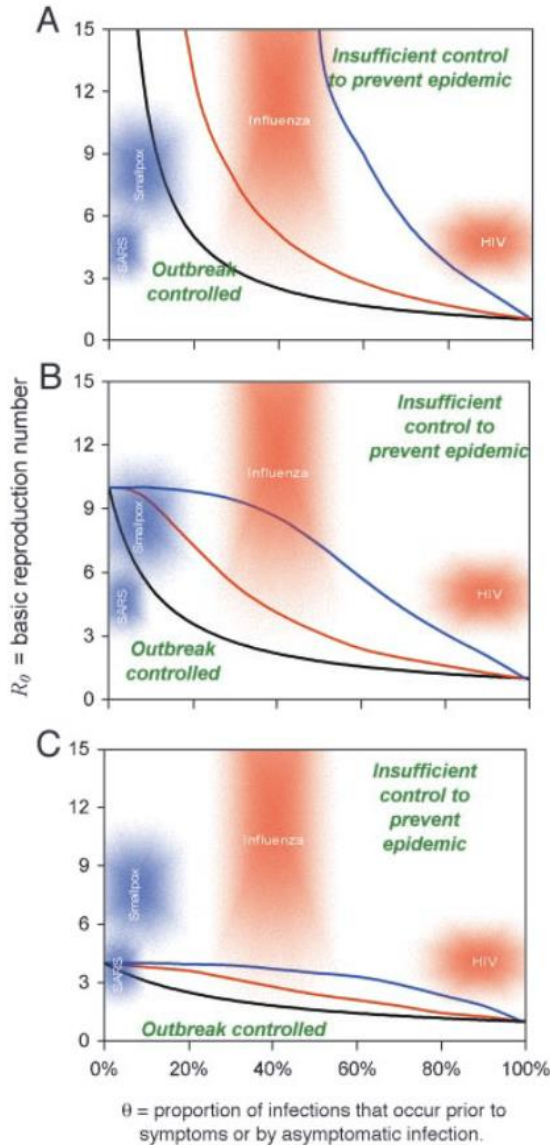 A
15
12
9
6
3
0
Insufficient control
to prevent epidemic
Influenza
Smallpox
SARS
HIV
Outbreak
controlled
B
15
12
9
6
3
0
Insufficient
control to
prevent epidemic
Influenza
Smallpox
SARS
HIV
Outbreak
controlled
C
15
12
9
6
3
0
Insufficient
control to
prevent
epidemic
Influenza
Smallpox
SARS
HIV
Outbreak controlled
0% 20% 40% 60% 80% 100%
R0 = basic reproduction number
θ = proportion of infections that occur prior to
symptoms or by asymptomatic infection.